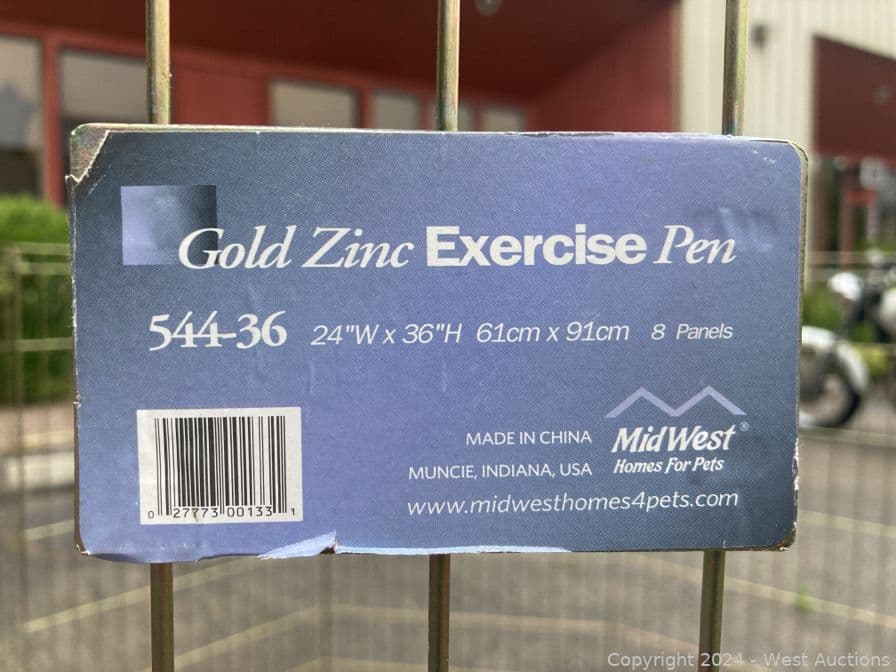 Gold Zinc Exercise Pen
544-36 24"W x 36"H 61cm x 91cm 8 Panels
0 27773 00133 1
MADE IN CHINA
MUNCIE, INDIANA, USA
MidWest®
Homes For Pets
www.midwesthomes4pets.com
Copyright 2024 - West Auctions